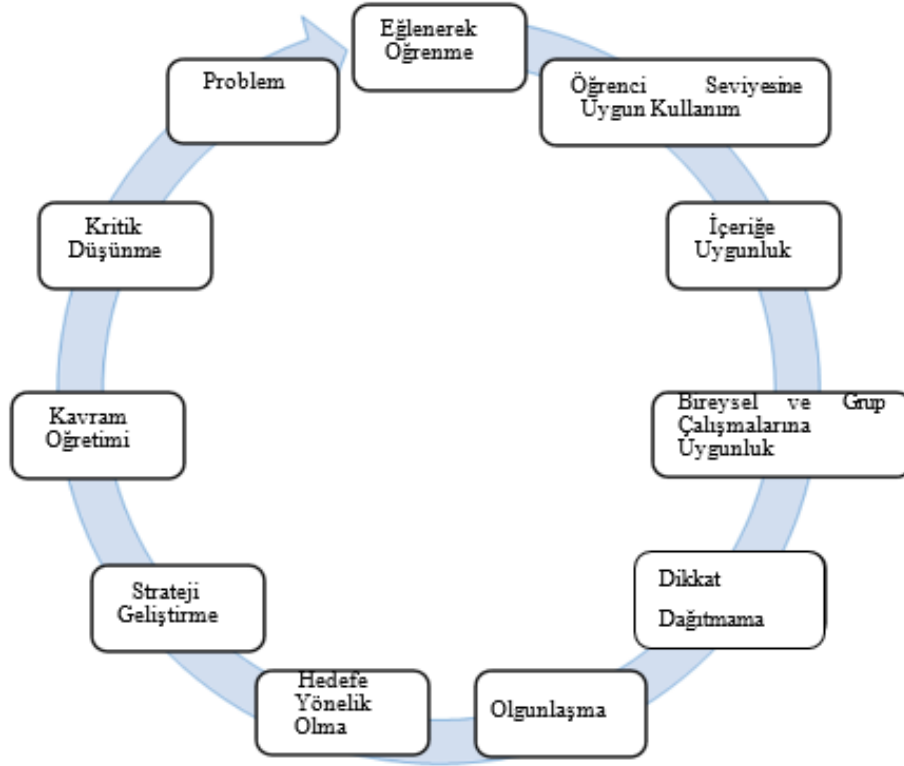 Eğlenerek
Öğrenme
Öğrenci Seviyesine
Uygun Kullanım
İçeriğe
Uygunluk
Bireysel ve Grup
Çalışmalarına
Uygunluk
Dikkat
Dağıtmama
Olgunlaşma
Hedefe
Yönelik
Olma
Strateji
Geliştirme
Kavram
Öğretimi
Kritik
Düşünme
Problem